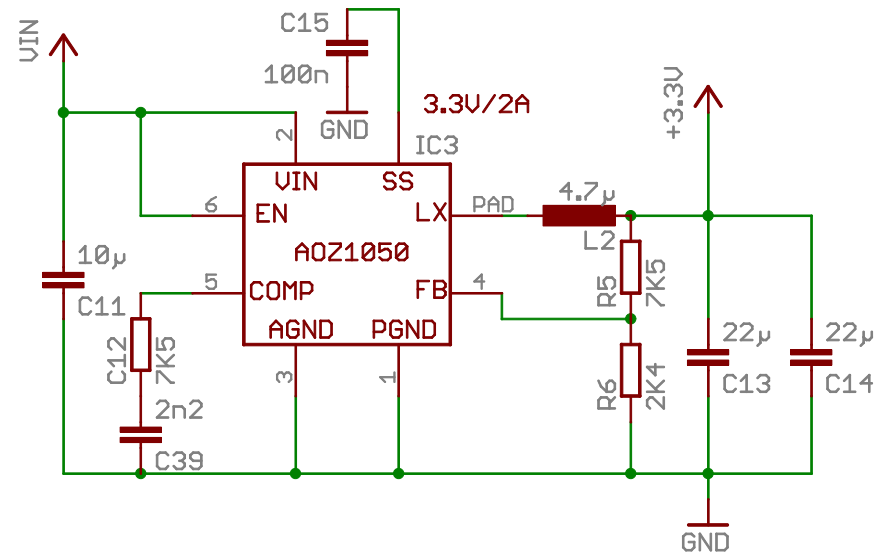 VIN
C15
100n
GND
3.3V/2A
IC3
2
VIN
SS
6
EN
LX
PAD
4.7µ
L2
AOZ1050
+3.3V
10µ
C11
5
COMP
FB
4
R5
7K5
AGND
PGND
C12
7K5
3
1
R6
2K4
22µ
C13
22µ
C14
2n2
C39
GND